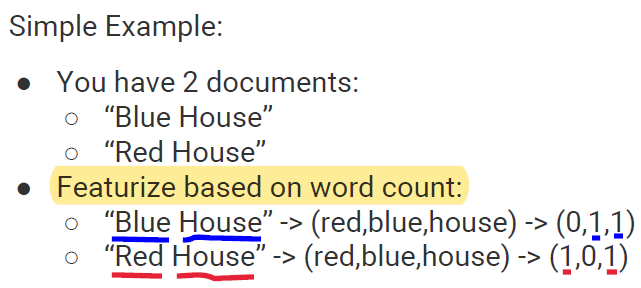 Simple Example:
● You have 2 documents:
○ “Blue House”
○ “Red House”
● Featurize based on word count:
○ “Blue House” -> (red,blue,house) -> (0,1,1)
○ “Red House” -> (red,blue,house) -> (1,0,1)